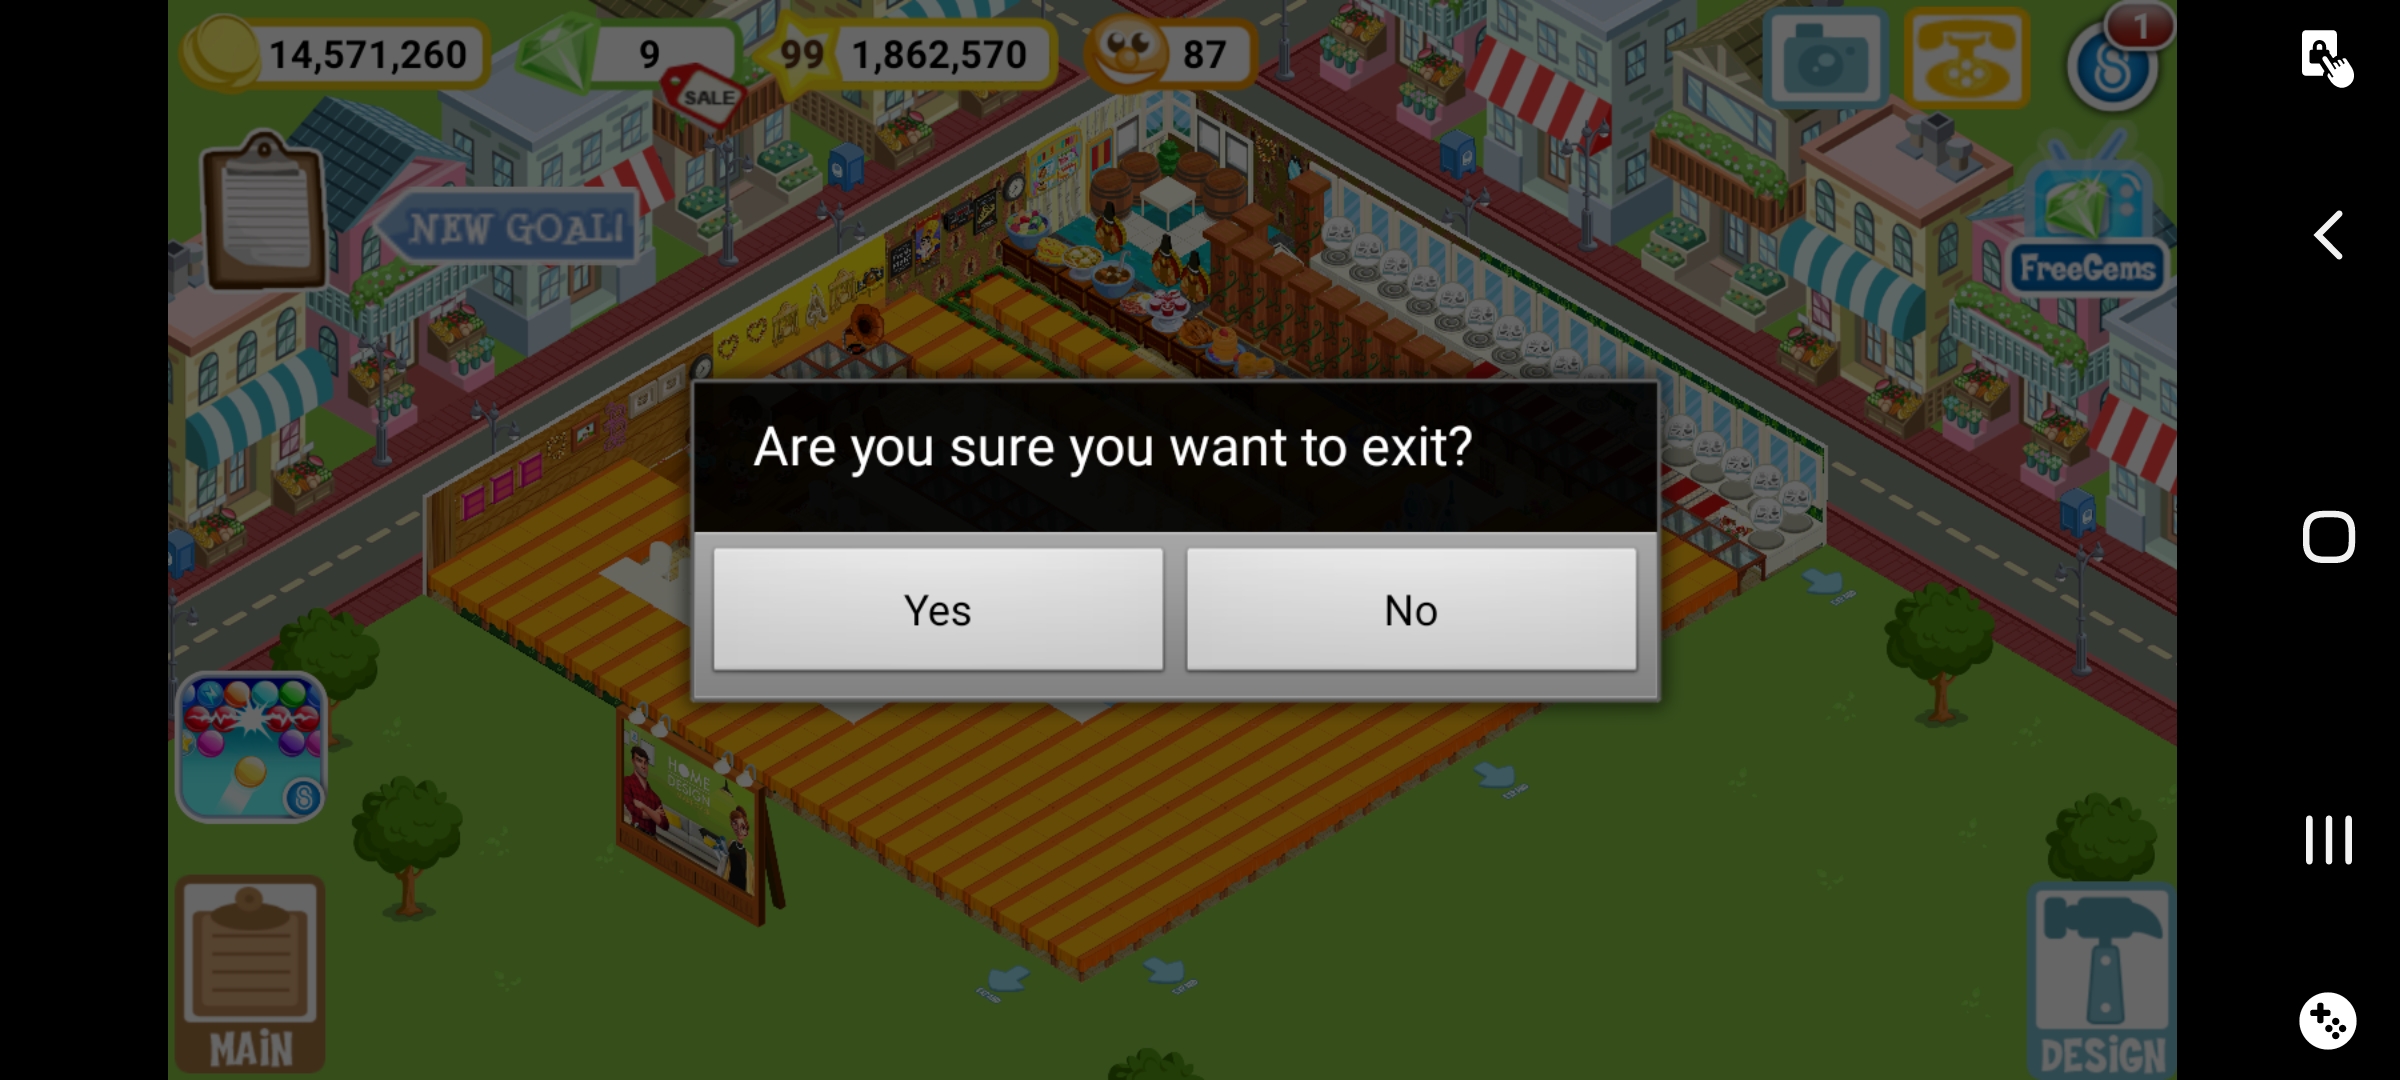 14,571,260
9
SALE
99
1,862,570
87
1
NEW GOAL!
FreeGems
Are you sure you want to exit?
Yes
No
HOME
DESIGN
MAIN
DESIGN